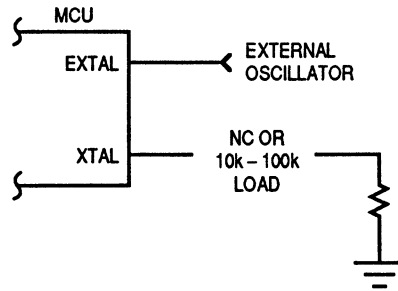 MCU
EXTAL
EXTERNAL
OSCILLATOR
XTAL
NC OR
10k – 100k
LOAD